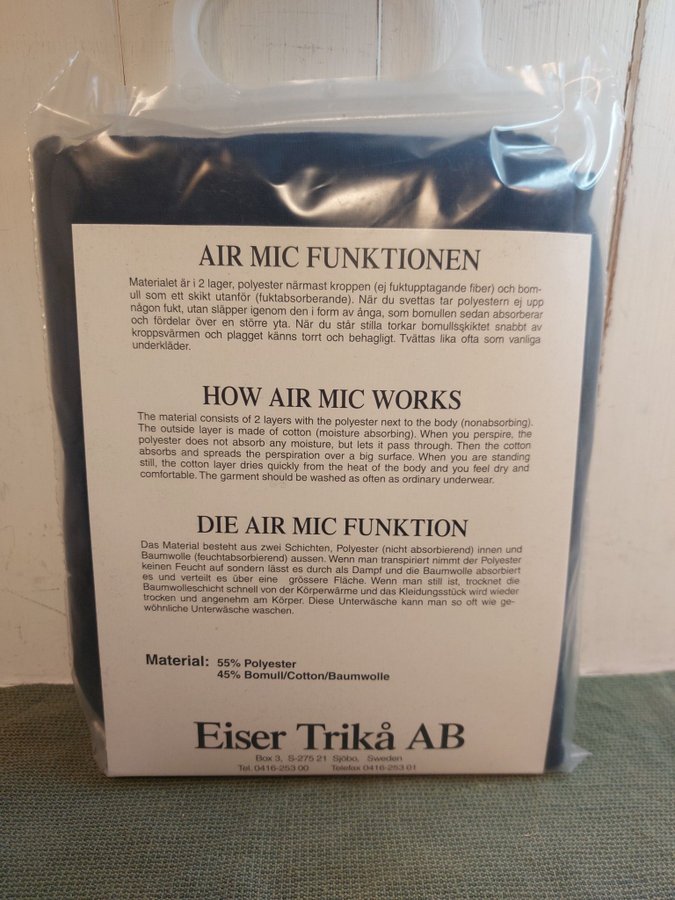 AIR MIC FUNKTIONEN
Materialet är i 2 lager, polyester närmast kroppen (ej fuktupptagande fiber) och bom-
ull som ett skikt utanför (fuktabsorberande). När du svettas tar polyestern ej upp
någon fukt, utan släpper igenom den i form av ånga, som bomullen sedan absorberar
och fördelar över en större yta. När du står stilla torkar bomullsskiktet snabbt av
kroppsvärmen och plagget känns torrt och behagligt. Tvättas lika ofta som vanliga
underkläder.
HOW AIR MIC WORKS
The material consists of 2 layers with the polyester next to the body (nonabsorbing).
The outside layer is made of cotton (moisture absorbing). When you perspire, the
polyester does not absorb any moisture, but lets it pass through. Then the cotton
absorbs and spreads the perspiration over a big surface. When you are standing
still, the cotton layer dries quickly from the heat of the body and you feel dry and
comfortable. The garment should be washed as often as ordinary underwear.
DIE AIR MIC FUNKTION
Das Material besteht aus zwei Schichten, Polyester (nicht absorbierend) innen und
Baumwolle (feuchtabsorbierend) aussen. Wenn man transpiriert nimmt der Polyester
keinen Feucht auf sondern lässt es durch als Dampf und die Baumwolle absorbiert
es und verteilt es über eine grössere Fläche. Wenn man still ist, trocknet die
Baumwolleschicht schnell von der Körperwärme und das Kleidungsstück wird wieder
trocken und angenehm am Körper. Diese Unterwäsche kann man so oft wie ge-
wöhnliche Unterwäsche waschen.
Material: 55% Polyester
45% Bomull/Cotton/Baumwolle
Eiser Trikå AB
Box 3, S-275 21 Sjöbo, Sweden
Tel. 0416-253 00 Telefax 0416-253 01